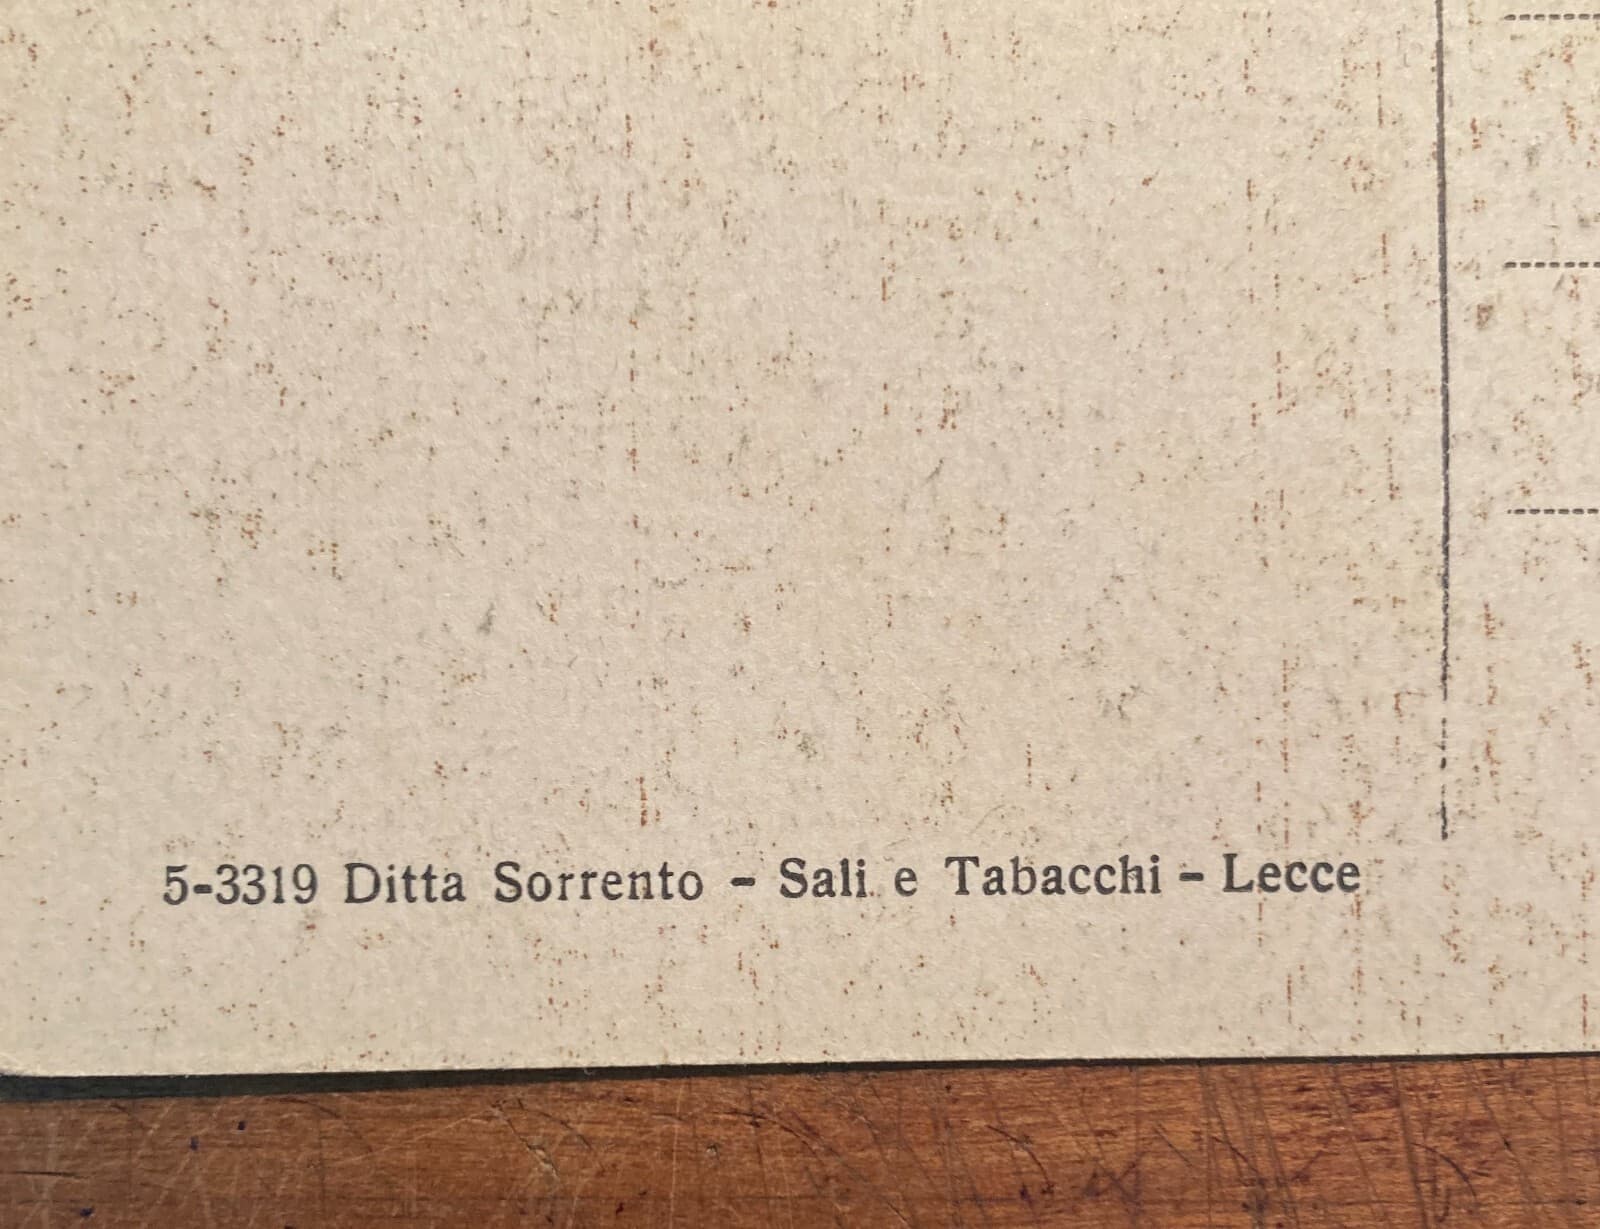 5-3319 Ditta Sorrento - Sali e Tabacchi - Lecce